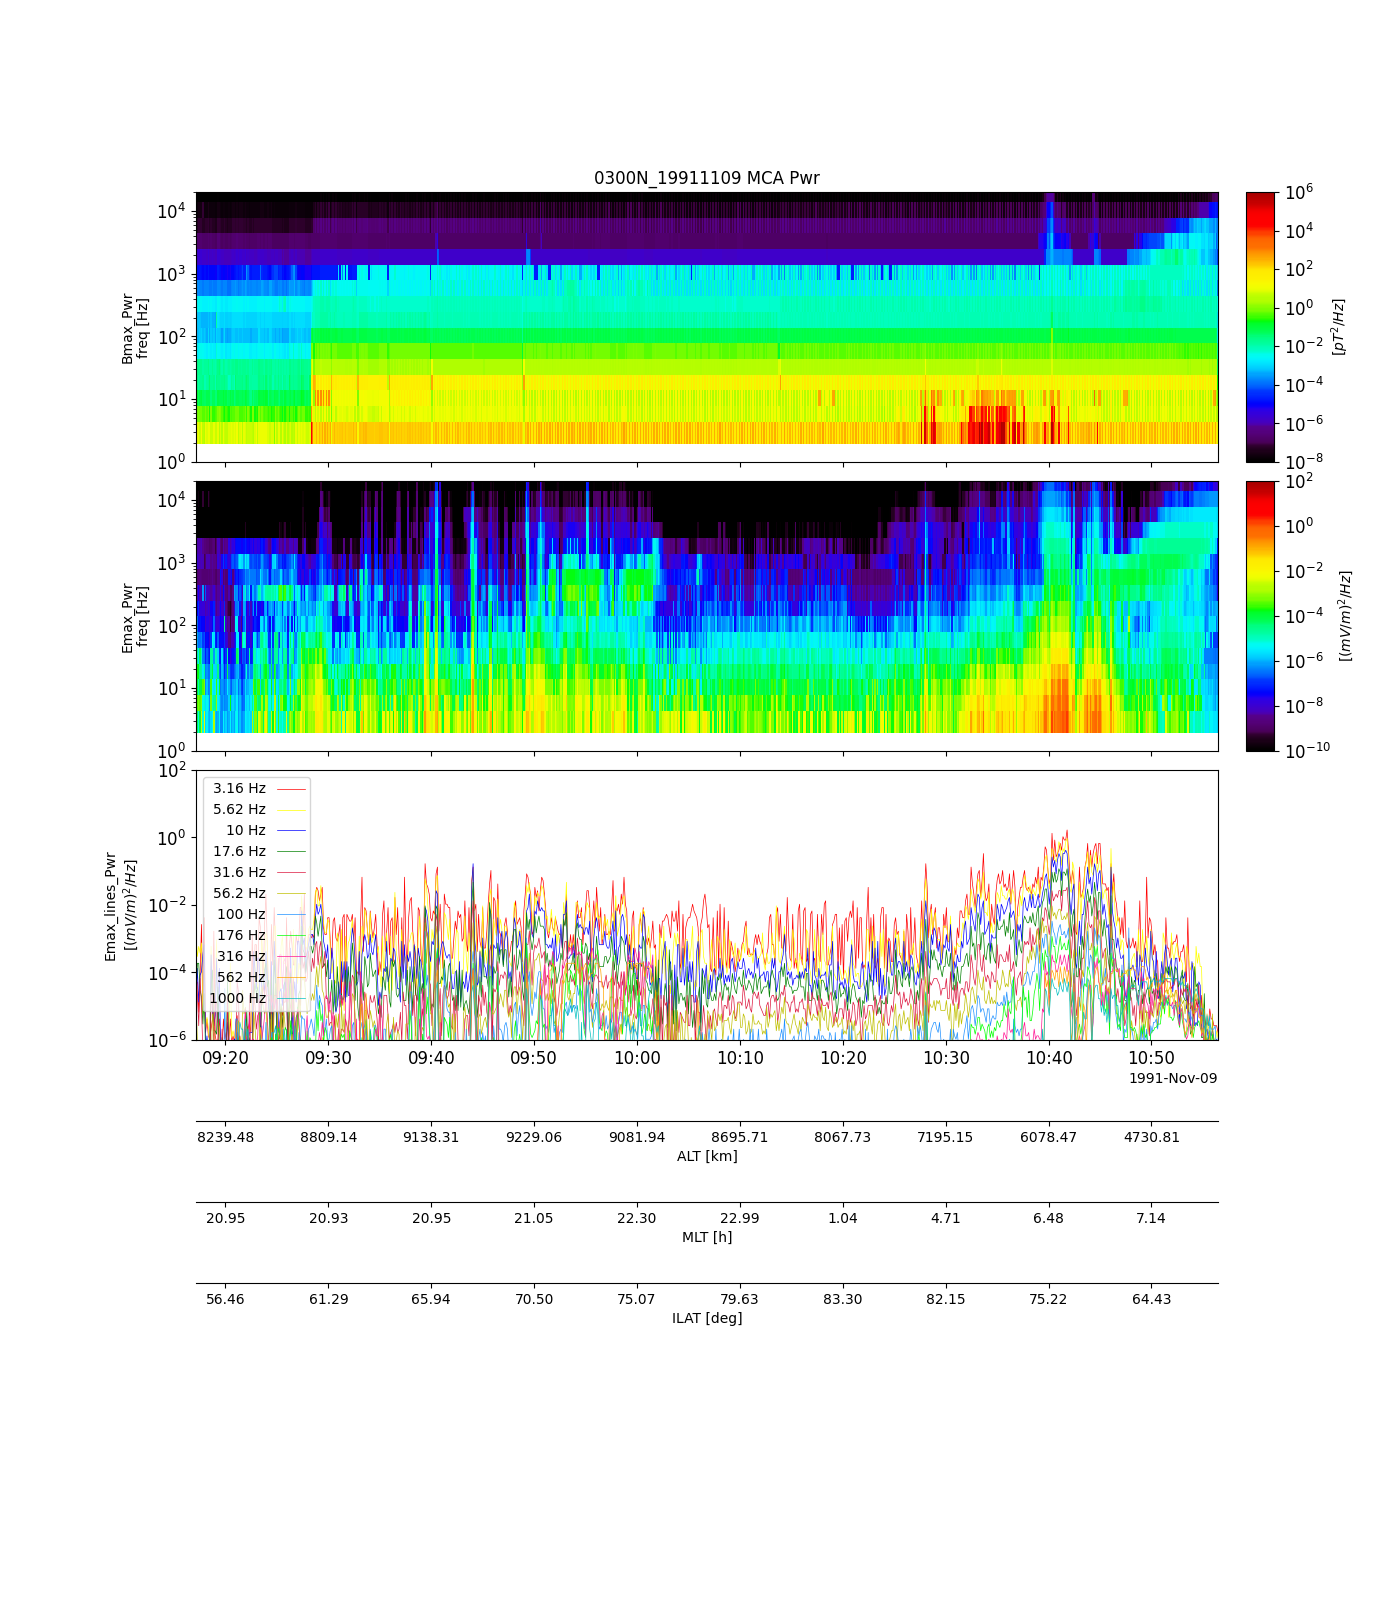 0300N_19911109 MCA Pwr
10^4
10^3
10^2
10^1
10^0
Bmax_Pwr
freq [Hz]
10^6
10^4
10^2
10^0
10^-2
10^-4
10^-6
10^-8
[pT^2/Hz]
10^4
10^3
10^2
10^1
10^0
Emax_Pwr
freq [Hz]
10^2
10^0
10^-2
10^-4
10^-6
10^-8
10^-10
[(mV/m)^2/Hz]
10^2
10^0
10^-2
10^-4
10^-6
Emax_lines_Pwr
[(mV/m)^2/Hz]
3.16 Hz
5.62 Hz
10 Hz
17.6 Hz
31.6 Hz
56.2 Hz
100 Hz
176 Hz
316 Hz
562 Hz
1000 Hz
09:20 09:30 09:40 09:50 10:00 10:10 10:20 10:30 10:40 10:50
1991-Nov-09
8239.48 8809.14 9138.31 9229.06 9081.94 8695.71 8067.73 7195.15 6078.47 4730.81
ALT [km]
20.95 20.93 20.95 21.05 22.30 22.99 1.04 4.71 6.48 7.14
MLT [h]
56.46 61.29 65.94 70.50 75.07 79.63 83.30 82.15 75.22 64.43
ILAT [deg]